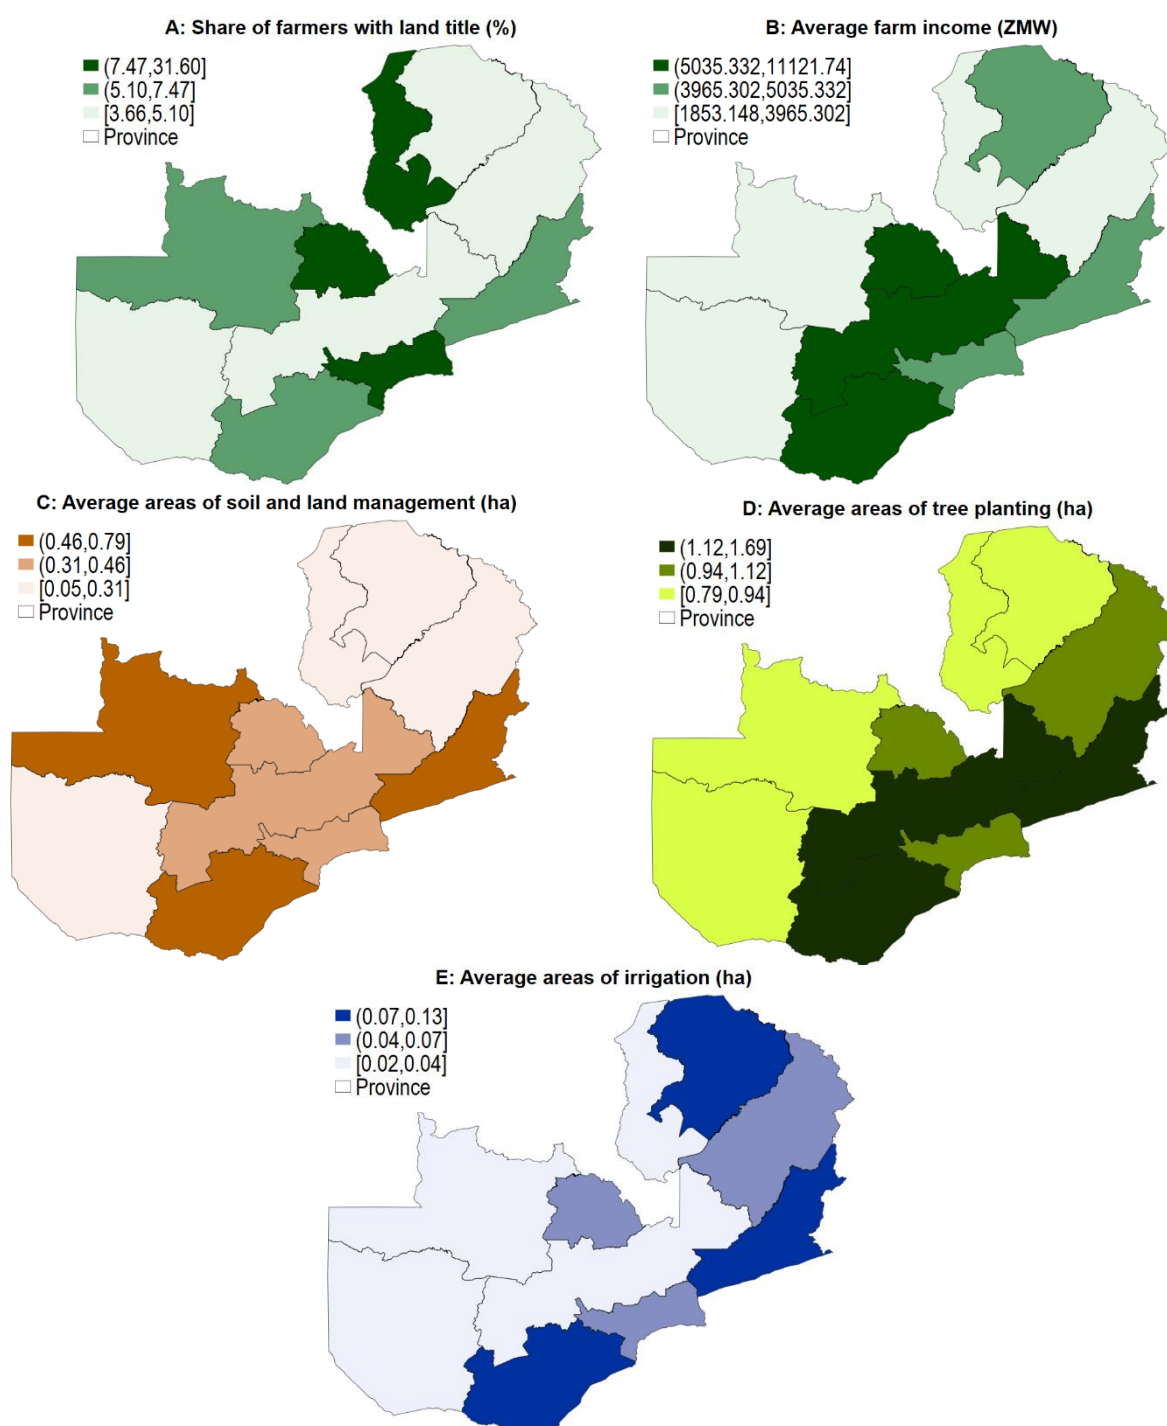 A: Share of farmers with land title (%)
(7.47,31.60]
(5.10,7.47]
[3.66,5.10]
Province
B: Average farm income (ZMW)
(5035.332,11121.74]
(3965.302,5035.332]
[1853.148,3965.302]
Province
C: Average areas of soil and land management (ha)
(0.46,0.79]
(0.31,0.46]
[0.05,0.31]
Province
D: Average areas of tree planting (ha)
(1.12,1.69]
(0.94,1.12]
[0.79,0.94]
Province
E: Average areas of irrigation (ha)
(0.07,0.13]
(0.04,0.07]
[0.02,0.04]
Province